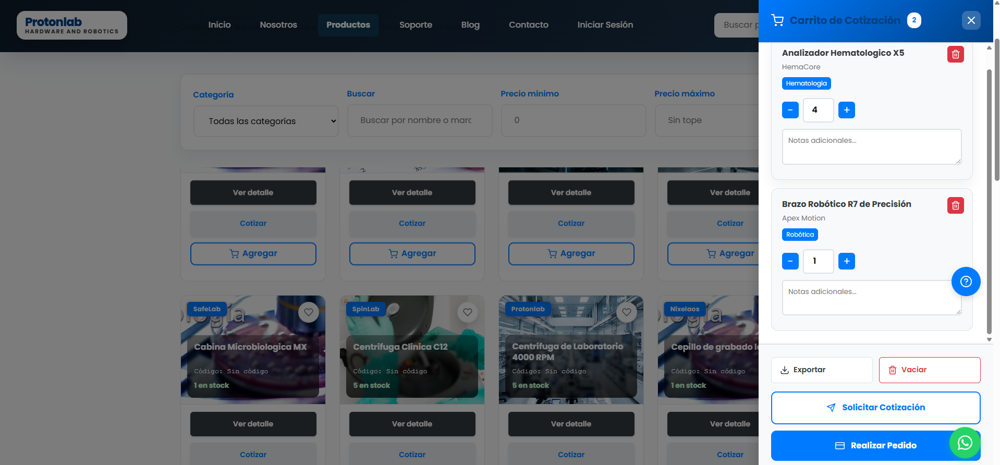 Protonlab
HARDWARE AND ROBOTICS
Inicio
Nosotros
Productos
Soporte
Blog
Contacto
Iniciar Sesión
Buscar p
Categoría
Buscar
Precio mínimo
Precio máximo
Todas las categorías
Buscar por nombre o marc
0
Sin tope
Ver detalle
Ver detalle
Ver detalle
Ver detalle
Cotizar
Cotizar
Cotizar
Cotizar
Agregar
Agregar
Agregar
Agregar
SafeLab
Cabina Microbiologica MX
Código: Sin código
1 en stock
SpinLab
Centrifuga Clinica C12
Código: Sin código
5 en stock
Protonlab
Centrífuga de Laboratorio
4000 RPM
Código: Sin código
5 en stock
Nixelaos
Cepillo de grabado l
Código: Sin código
1 en stock
Ver detalle
Ver detalle
Ver detalle
Ver detalle
Cotizar
Cotizar
Cotizar
Cotizar
Carrito de Cotización 2
Analizador Hematologico X5
HemaCore
Hematologia
- 4 +
Notas adicionales...
Brazo Robótico R7 de Precisión
Apex Motion
Robótica
- 1 +
Notas adicionales...
Exportar
Vaciar
Solicitar Cotización
Realizar Pedido